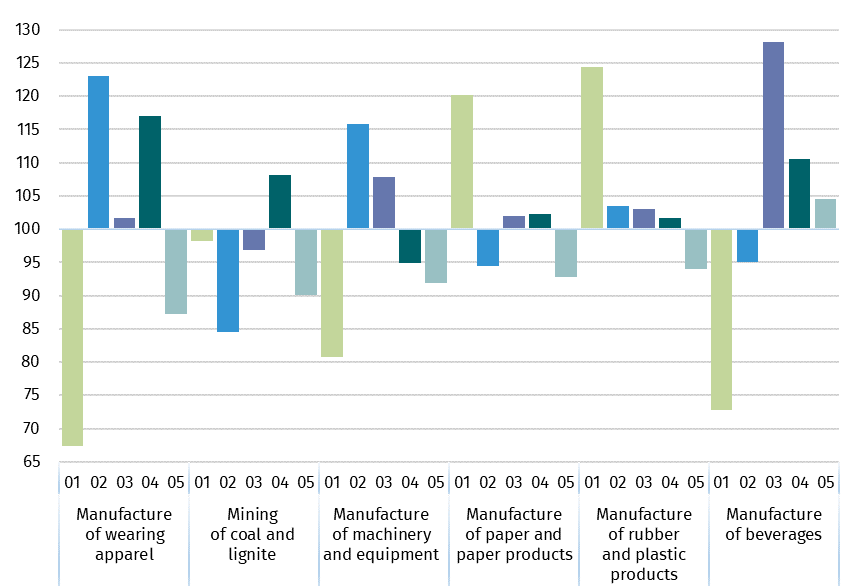 130
125
120
115
110
105
100
95
90
85
80
75
70
65
01 02 03 04 05 01 02 03 04 05 01 02 03 04 05 01 02 03 04 05 01 02 03 04 05 01 02 03 04 05
Manufacture
of wearing
apparel
Mining
of coal and
lignite
Manufacture
of machinery
and equipment
Manufacture
of paper and
paper products
Manufacture
of rubber
and plastic
products
Manufacture
of beverages